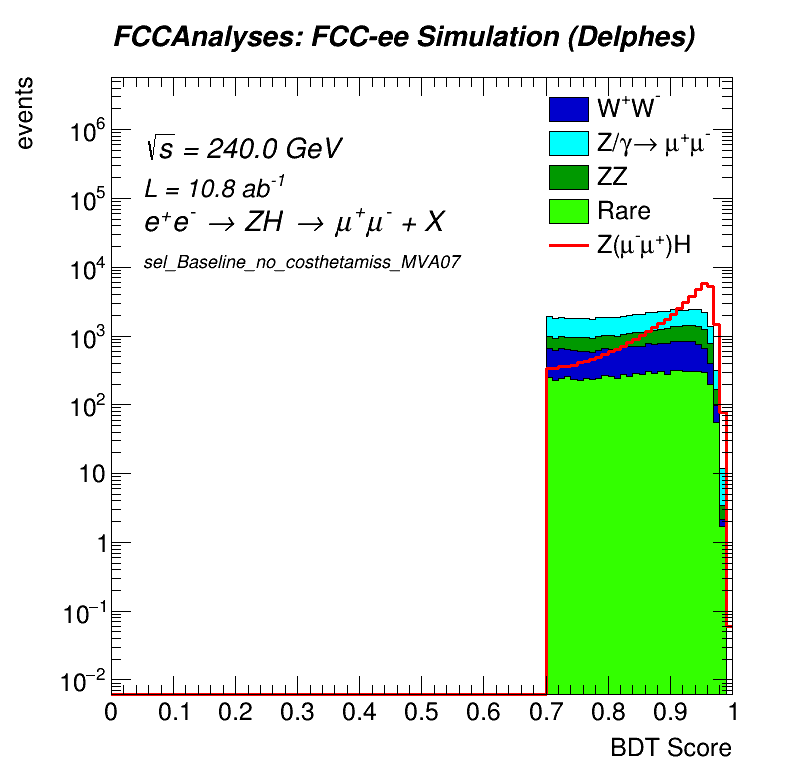 FCCAnalyses: FCC-ee Simulation (Delphes)
events
√s = 240.0 GeV
L = 10.8 ab⁻¹
e⁺e⁻ → ZH → μ⁺μ⁻ + X
sel_Baseline_no_costhetamiss_MVA07
W⁺W⁻
Z/γ→ μ⁺μ⁻
ZZ
Rare
Z(μ⁻μ⁺)H
10⁶
10⁵
10⁴
10³
10²
10
1
10⁻¹
10⁻²
0 0.1 0.2 0.3 0.4 0.5 0.6 0.7 0.8 0.9 1
BDT Score